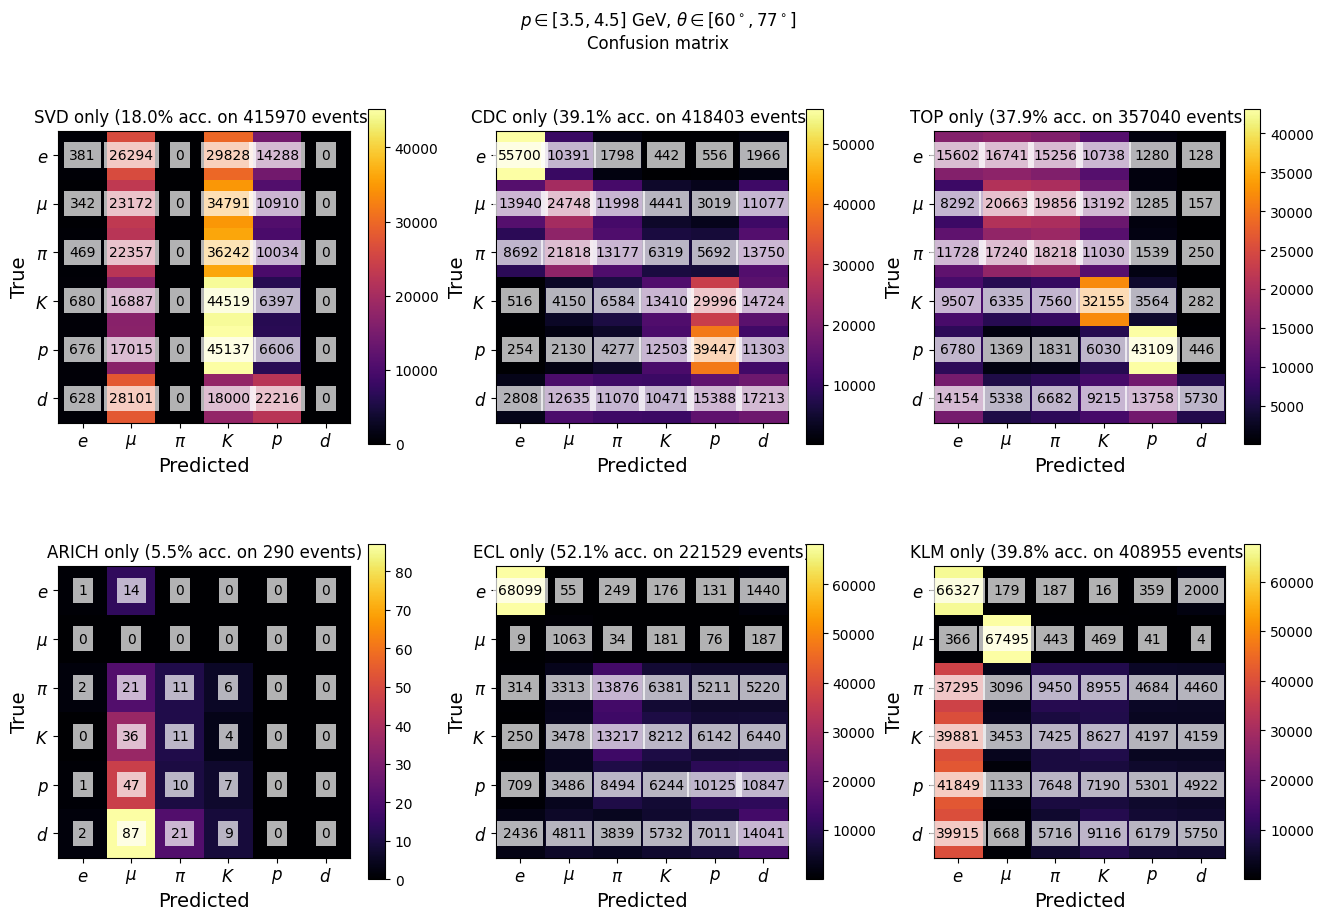 p ∈ [3.5, 4.5] GeV, θ ∈ [60°, 77°]
Confusion matrix
SVD only (18.0% acc. on 415970 events
True
e 381 26294 0 29828 14288 0
μ 342 23172 0 34791 10910 0
π 469 22357 0 36242 10034 0
K 680 16887 0 44519 6397 0
p 676 17015 0 45137 6606 0
d 628 28101 0 18000 22216 0
e μ π K p d
Predicted
40000
30000
20000
10000
0
CDC only (39.1% acc. on 418403 events
True
e 55700 10391 1798 442 556 1966
μ 13940 24748 11998 4441 3019 11077
π 8692 21818 13177 6319 5692 13750
K 516 4150 6584 13410 29996 14724
p 254 2130 4277 12503 39447 11303
d 2808 12635 11070 10471 15388 17213
e μ π K p d
Predicted
50000
40000
30000
20000
10000
TOP only (37.9% acc. on 357040 events
True
e 15602 16741 15256 10738 1280 128
μ 8292 20663 19856 13192 1285 157
π 11728 17240 18218 11030 1539 250
K 9507 6335 7560 32155 3564 282
p 6780 1369 1831 6030 43109 446
d 14154 5338 6682 9215 13758 5730
e μ π K p d
Predicted
40000
35000
30000
25000
20000
15000
10000
5000
ARICH only (5.5% acc. on 290 events)
True
e 1 14 0 0 0 0
μ 0 0 0 0 0 0
π 2 21 11 6 0 0
K 0 36 11 4 0 0
p 1 47 10 7 0 0
d 2 87 21 9 0 0
e μ π K p d
Predicted
80
70
60
50
40
30
20
10
0
ECL only (52.1% acc. on 221529 events
True
e 68099 55 249 176 131 1440
μ 9 1063 34 181 76 187
π 314 3313 13876 6381 5211 5220
K 250 3478 13217 8212 6142 6440
p 709 3486 8494 6244 10125 10847
d 2436 4811 3839 5732 7011 14041
e μ π K p d
Predicted
60000
50000
40000
30000
20000
10000
KLM only (39.8% acc. on 408955 events
True
e 66327 179 187 16 359 2000
μ 366 67495 443 469 41 4
π 37295 3096 9450 8955 4684 4460
K 39881 3453 7425 8627 4197 4159
p 41849 1133 7648 7190 5301 4922
d 39915 668 5716 9116 6179 5750
e μ π K p d
Predicted
60000
50000
40000
30000
20000
10000